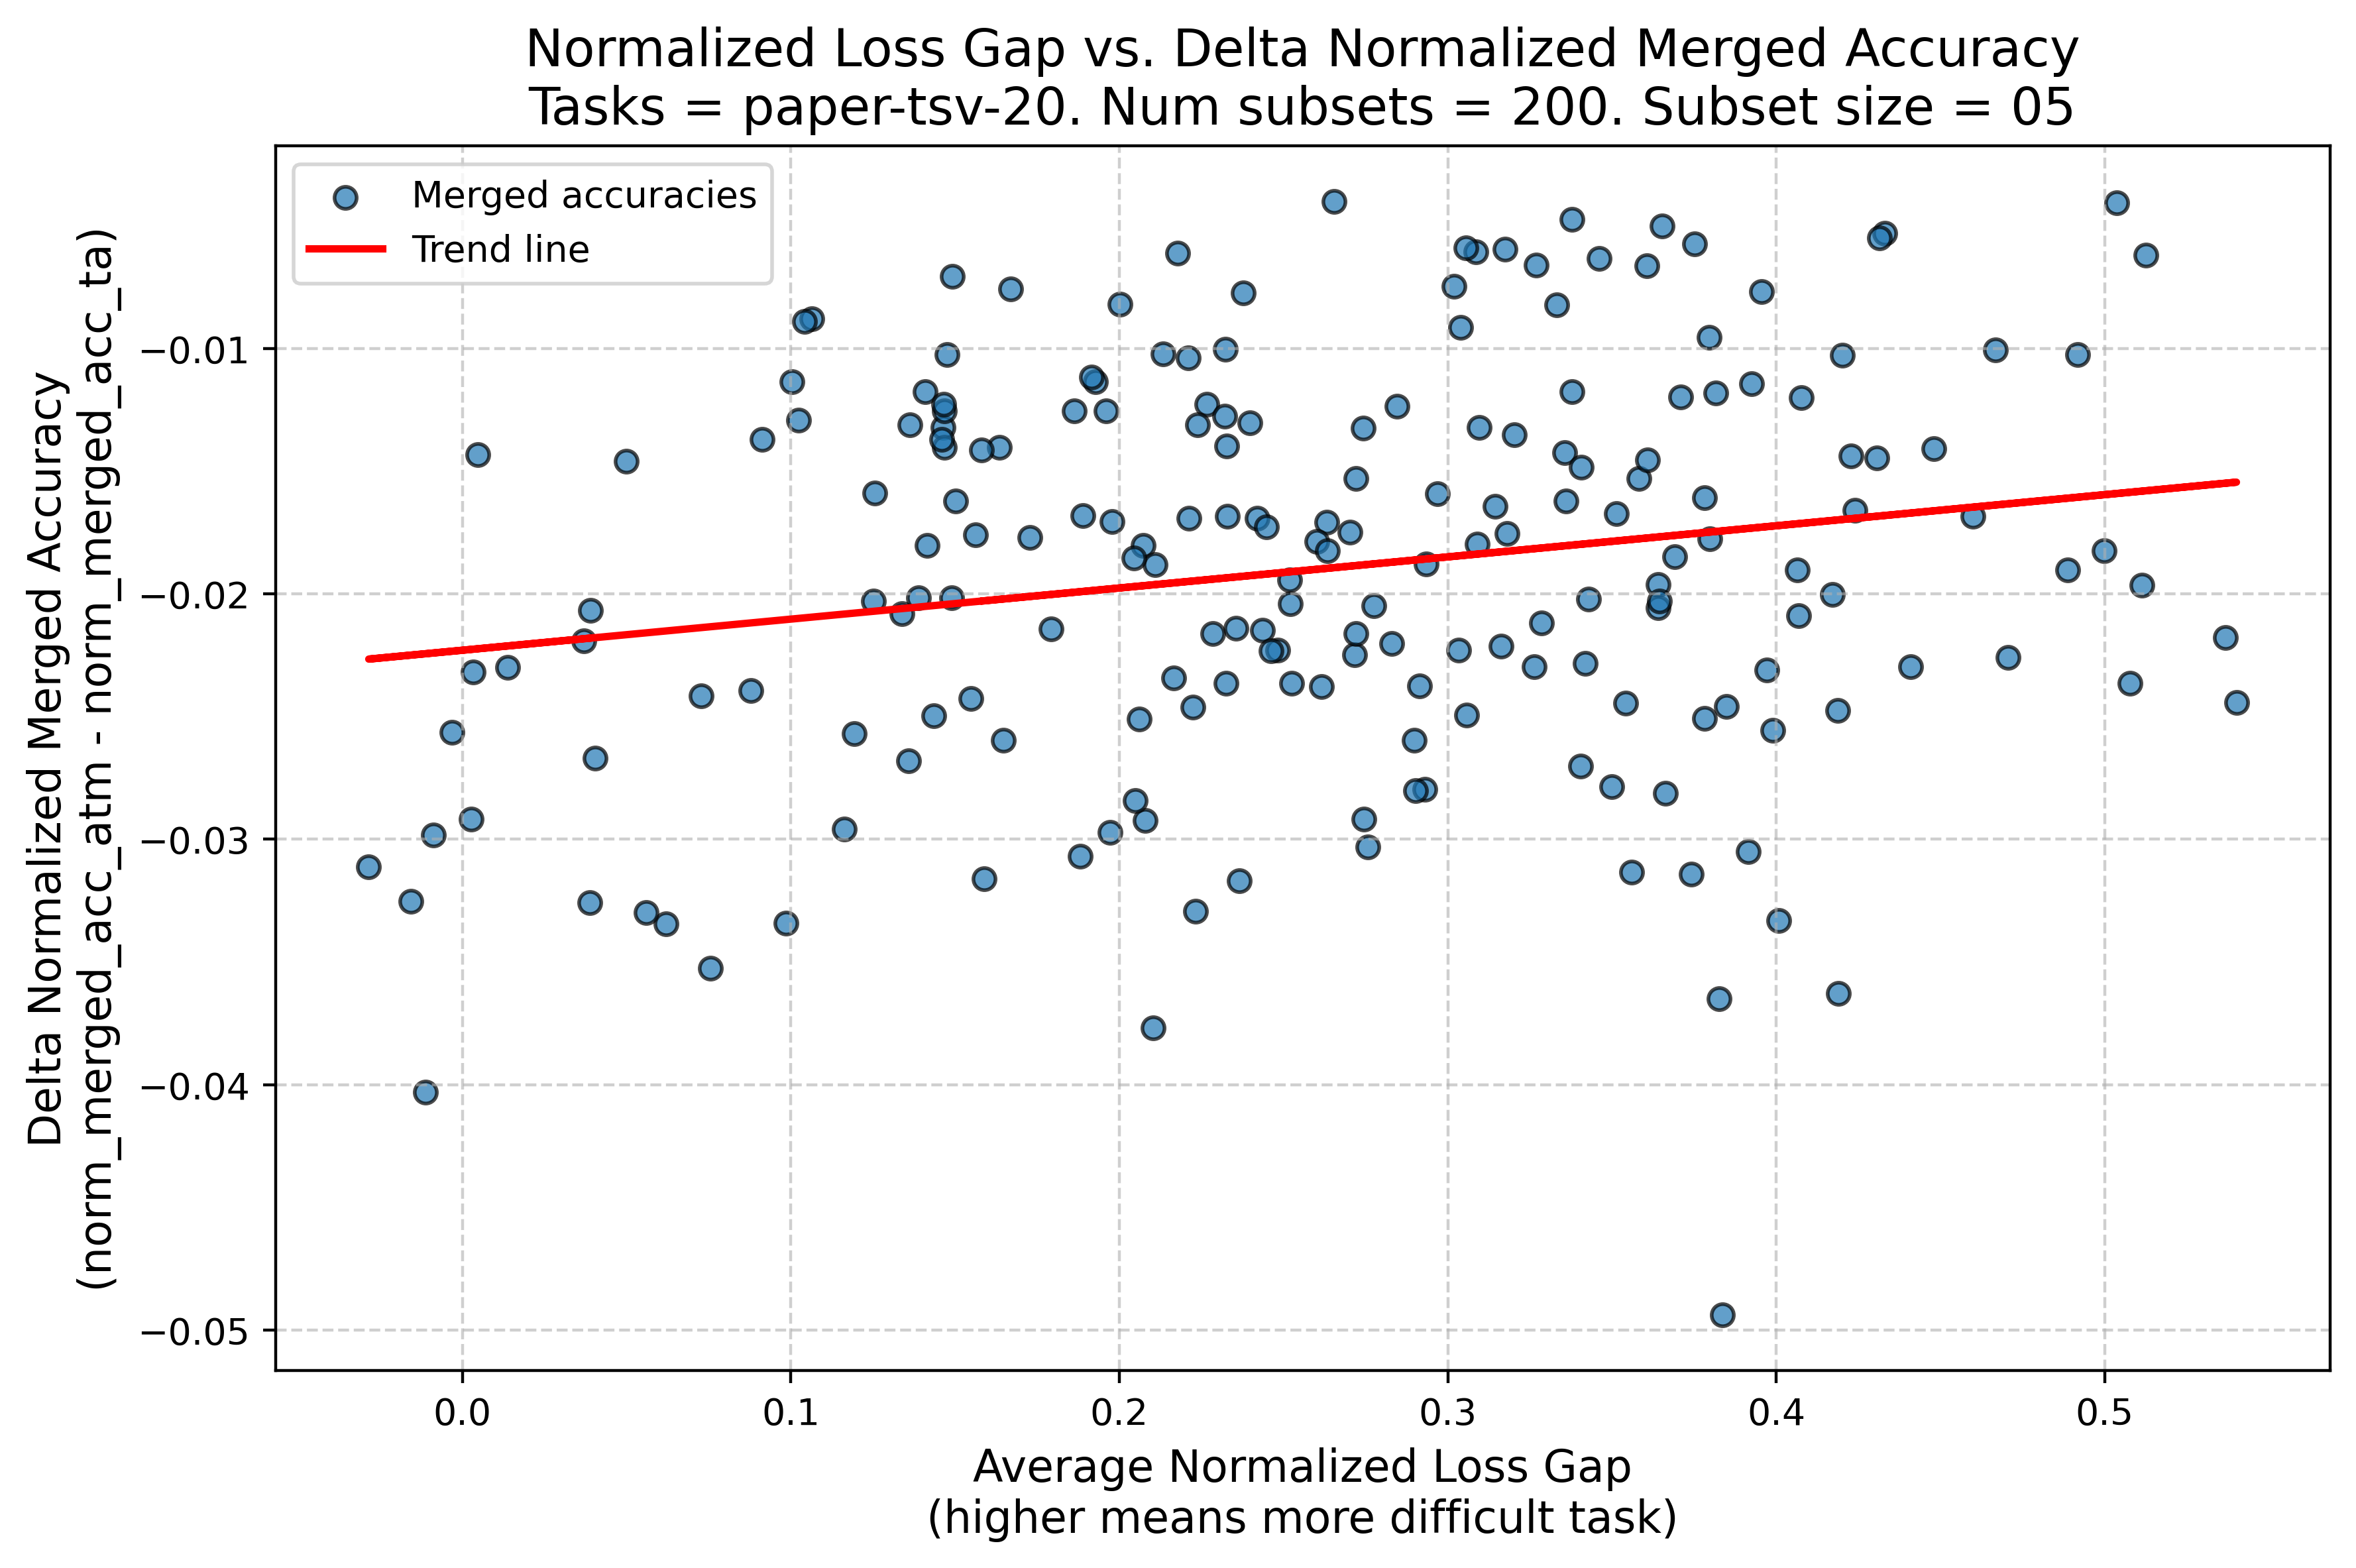 Normalized Loss Gap vs. Delta Normalized Merged Accuracy
Tasks = paper-tsv-20. Num subsets = 200. Subset size = 05
Merged accuracies
Trend line
Delta Normalized Merged Accuracy
(norm_merged_acc_atm - norm_merged_acc_ta)
−0.01
−0.02
−0.03
−0.04
−0.05
0.0 0.1 0.2 0.3 0.4 0.5
Average Normalized Loss Gap
(higher means more difficult task)